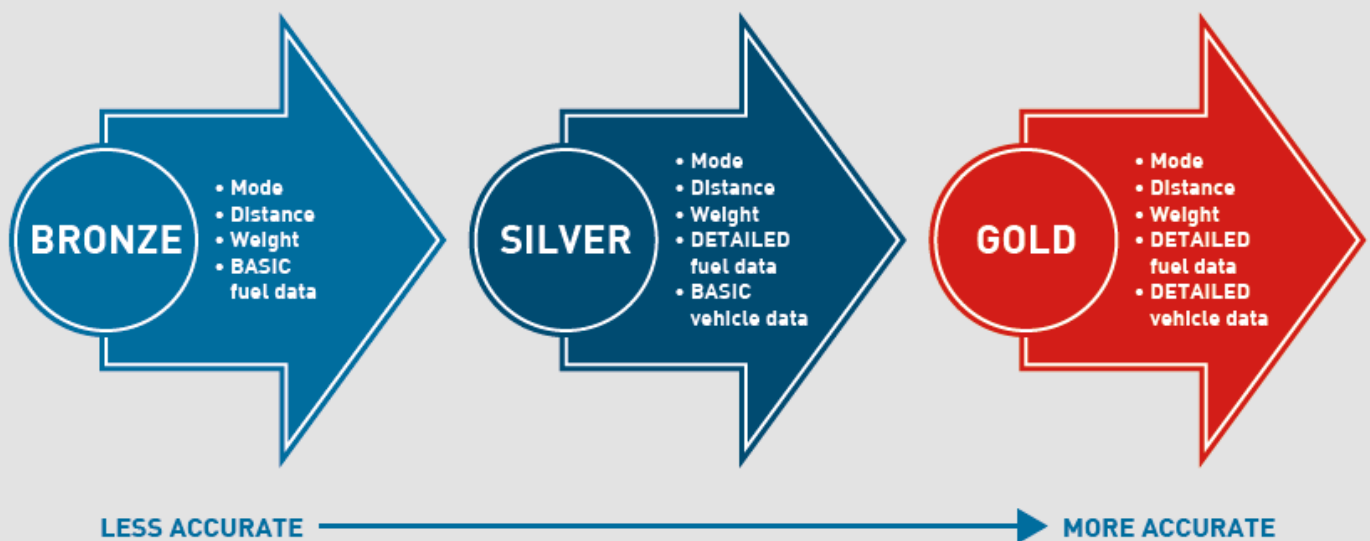 BRONZE
• Mode
• Distance
• Weight
• BASIC
fuel data
SILVER
• Mode
• Distance
• Weight
• DETAILED
fuel data
• BASIC
vehicle data
GOLD
• Mode
• Distance
• Weight
• DETAILED
fuel data
• DETAILED
vehicle data
LESS ACCURATE
MORE ACCURATE